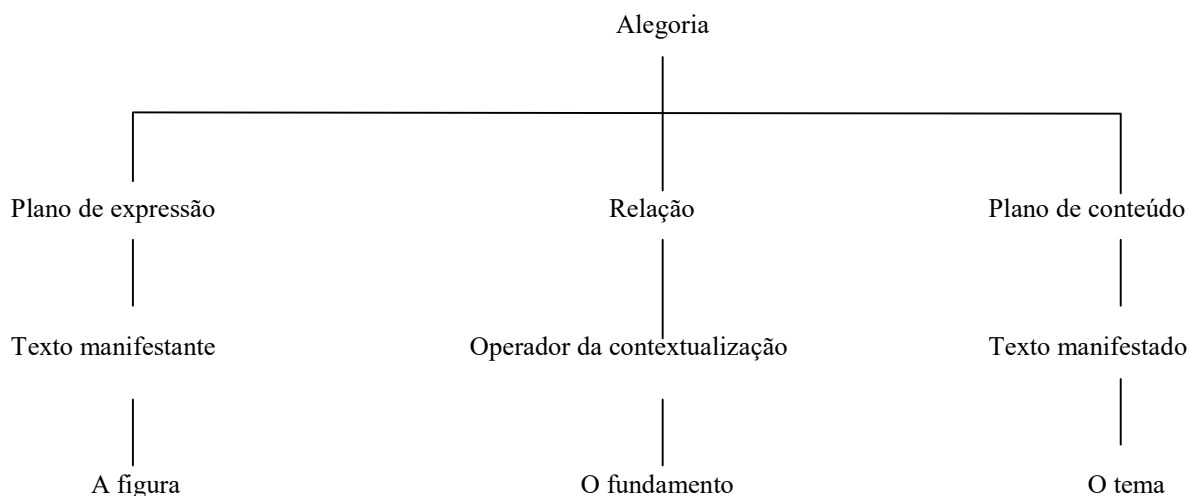 Alegoria
Plano de expressão
Relação
Plano de conteúdo
Texto manifestante
Operador da contextualização
Texto manifestado
A figura
O fundamento
O tema